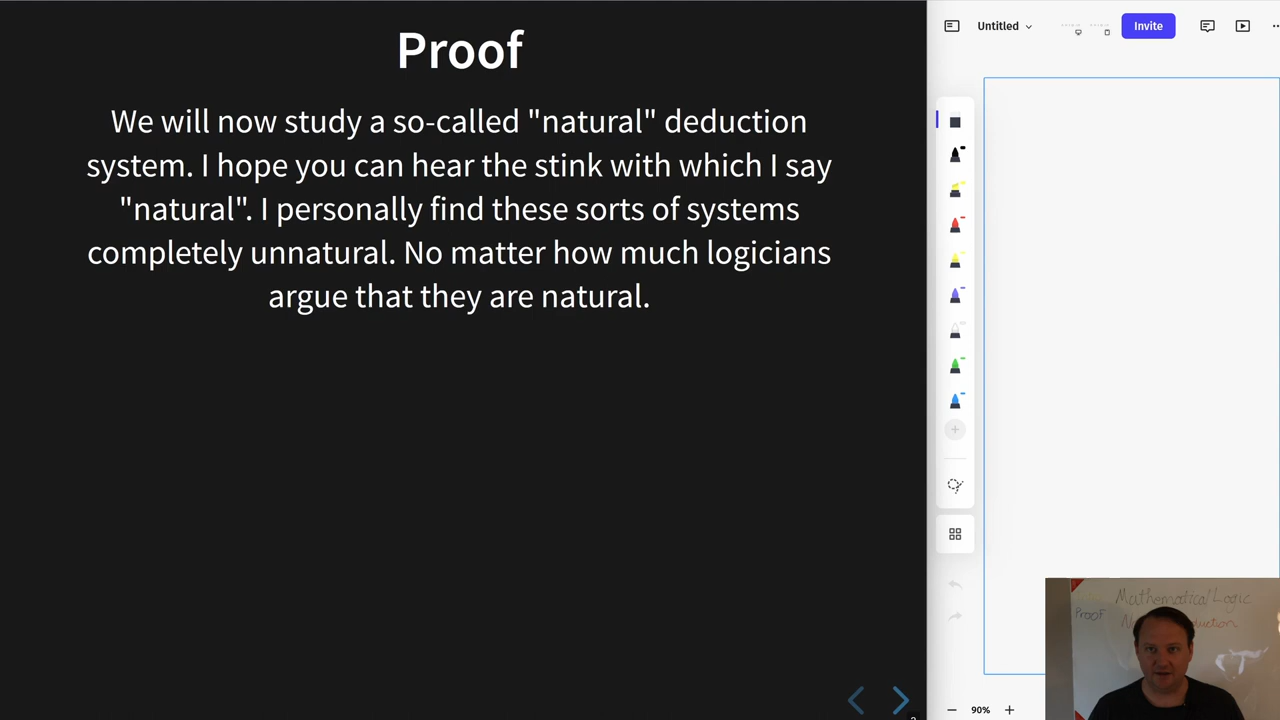 Proof
We will now study a so-called "natural" deduction
system. I hope you can hear the stink with which I say
"natural". I personally find these sorts of systems
completely unnatural. No matter how much logicians
argue that they are natural.
Untitled
Invite
90%
Mathematical Logic
Proof